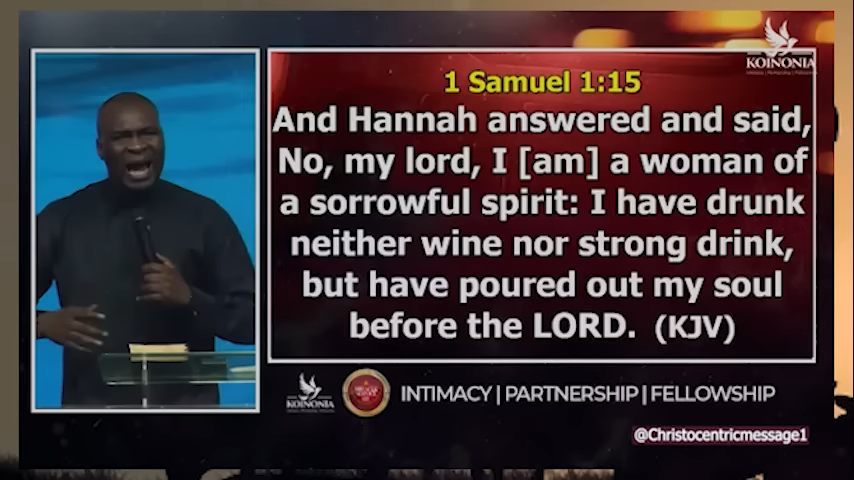 KOINONIA
1 Samuel 1:15
And Hannah answered and said,
No, my lord, I [am] a woman of
a sorrowful spirit: I have drunk
neither wine nor strong drink,
but have poured out my soul
before the LORD. (KJV)
KOINONIA
INTIMACY | PARTNERSHIP | FELLOWSHIP
@Christocentricmessage1